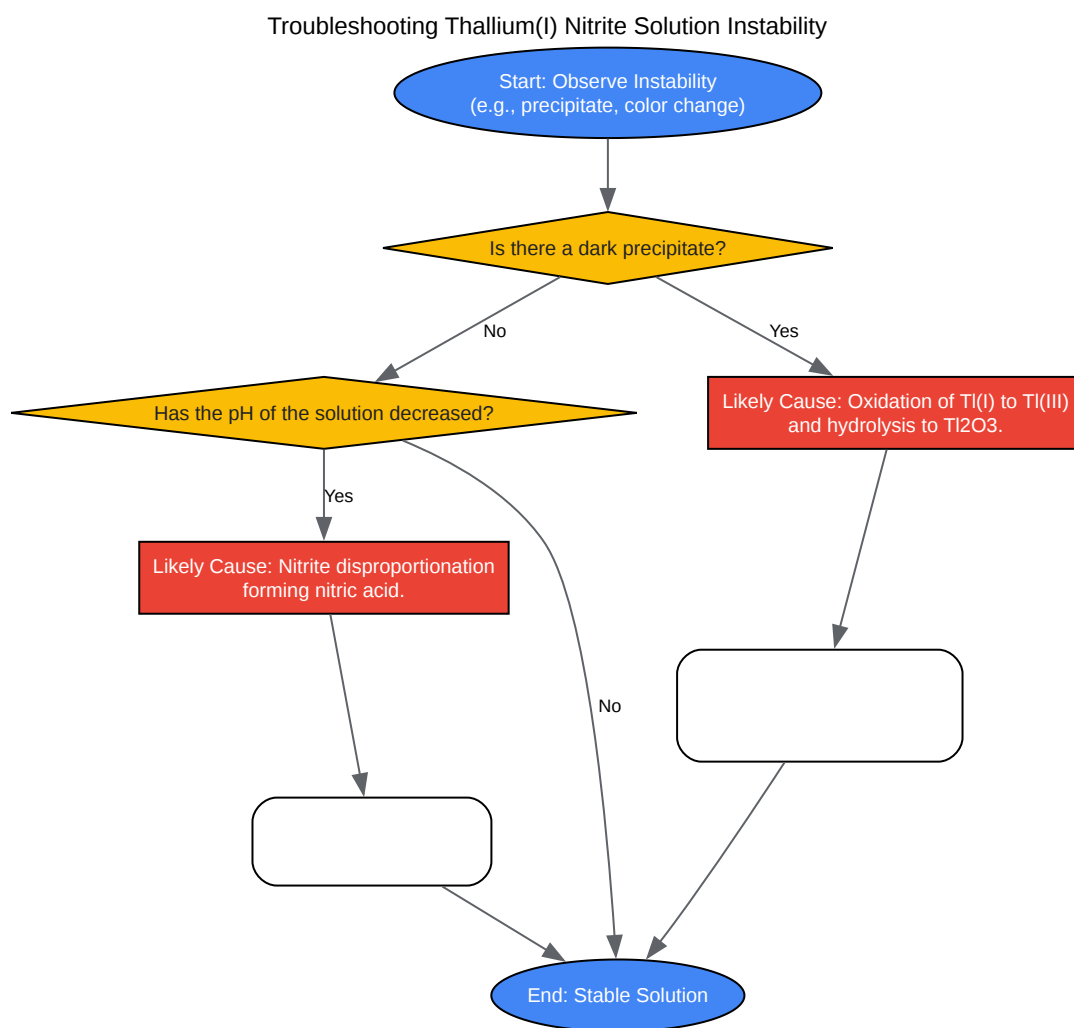 Troubleshooting Thallium(I) Nitrite Solution Instability
Start: Observe Instability
(e.g., precipitate, color change)
Is there a dark precipitate?
No
Yes
Has the pH of the solution decreased?
Likely Cause: Oxidation of Tl(I) to Tl(III)
and hydrolysis to Tl2O3.
Yes
Likely Cause: Nitrite disproportionation
forming nitric acid.
No
End: Stable Solution